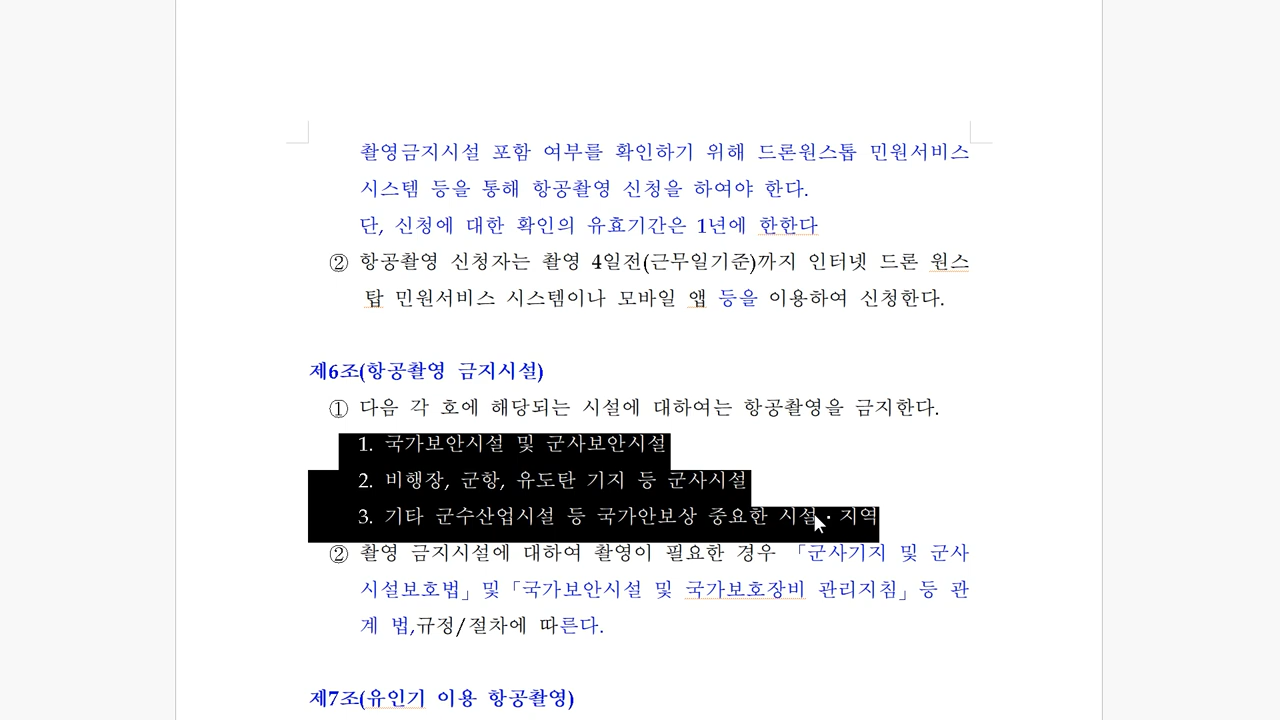 촬영금지시설 포함 여부를 확인하기 위해 드론원스톱 민원서비스
시스템 등을 통해 항공촬영 신청을 하여야 한다.
단, 신청에 대한 확인의 유효기간은 1년에 한한다
② 항공촬영 신청자는 촬영 4일전(근무일기준)까지 인터넷 드론 원스
탑 민원서비스 시스템이나 모바일 앱 등을 이용하여 신청한다.
제6조(항공촬영 금지시설)
① 다음 각 호에 해당되는 시설에 대하여는 항공촬영을 금지한다.
1. 국가보안시설 및 군사보안시설
2. 비행장, 군항, 유도탄 기지 등 군사시설
3. 기타 군수산업시설 등 국가안보상 중요한 시설·지역
② 촬영 금지시설에 대하여 촬영이 필요한 경우 「군사기지 및 군사
시설보호법」및「국가보안시설 및 국가보호장비 관리지침」등 관
계 법,규정/절차에 따른다.
제7조(유인기 이용 항공촬영)